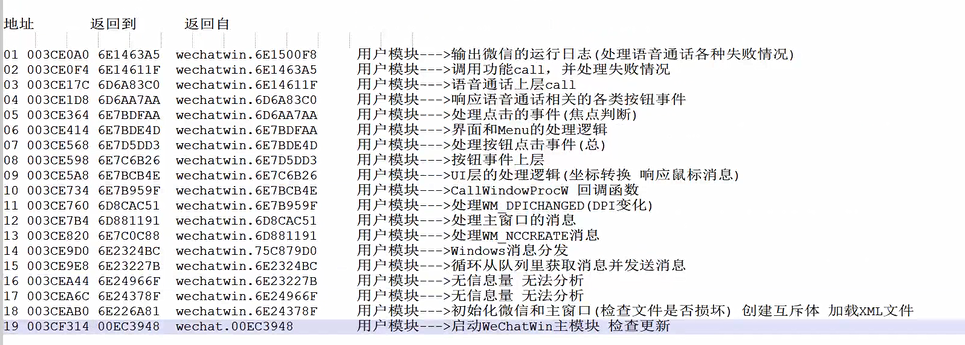 地址 返回到 返回自
01 003CE0A0 6E1463A5 wechatwin.6E1500F8 用户模块--->输出微信的运行日志(处理语音通话各种失败情况)
02 003CE0F4 6E14611F wechatwin.6E1463A5 用户模块--->调用功能call，并处理失败情况
03 003CE17C 6D6A83C0 wechatwin.6E14611F 用户模块--->语音通话上层call
04 003CE1D8 6D6AA7AA wechatwin.6D6A83C0 用户模块--->响应语音通话相关的各类按钮事件
05 003CE364 6E7BDFAA wechatwin.6D6AA7AA 用户模块--->处理点击的事件(焦点判断)
06 003CE414 6E7BDE4D wechatwin.6E7BDFAA 用户模块--->界面和Menu的处理逻辑
07 003CE568 6E7D5DD3 wechatwin.6E7BDE4D 用户模块--->处理按钮点击事件(总)
08 003CE598 6E7C6B26 wechatwin.6E7D5DD3 用户模块--->按钮事件上层
09 003CE5A8 6E7BCB4E wechatwin.6E7C6B26 用户模块--->UI层的处理逻辑(坐标转换 响应鼠标消息)
10 003CE734 6E7B959F wechatwin.6E7BCB4E 用户模块--->CallWindowProcW 回调函数
11 003CE760 6D8CAC51 wechatwin.6E7B959F 用户模块--->处理WM_DPICHANGED(DPI变化)
12 003CE7B4 6D881191 wechatwin.6D8CAC51 用户模块--->处理主窗口的消息
13 003CE820 6E7C0C88 wechatwin.6D881191 用户模块--->处理WM_NCCREATE消息
14 003CE9D0 6E2324BC wechatwin.75C879D0 用户模块--->Windows消息分发
15 003CE9E8 6E23227B wechatwin.6E2324BC 用户模块--->循环从队列里获取消息并发送消息
16 003CEA44 6E24966F wechatwin.6E23227B 用户模块--->无信息量 无法分析
17 003CEA6C 6E24378F wechatwin.6E24966F 用户模块--->无信息量 无法分析
18 003CEAB0 6E226A81 wechatwin.6E24378F 用户模块--->初始化微信和主窗口(检查文件是否损坏) 创建互斥体 加载XML文件
19 003CF314 00EC3948 wechat.00EC3948 用户模块--->启动WeChatWin主模块 检查更新